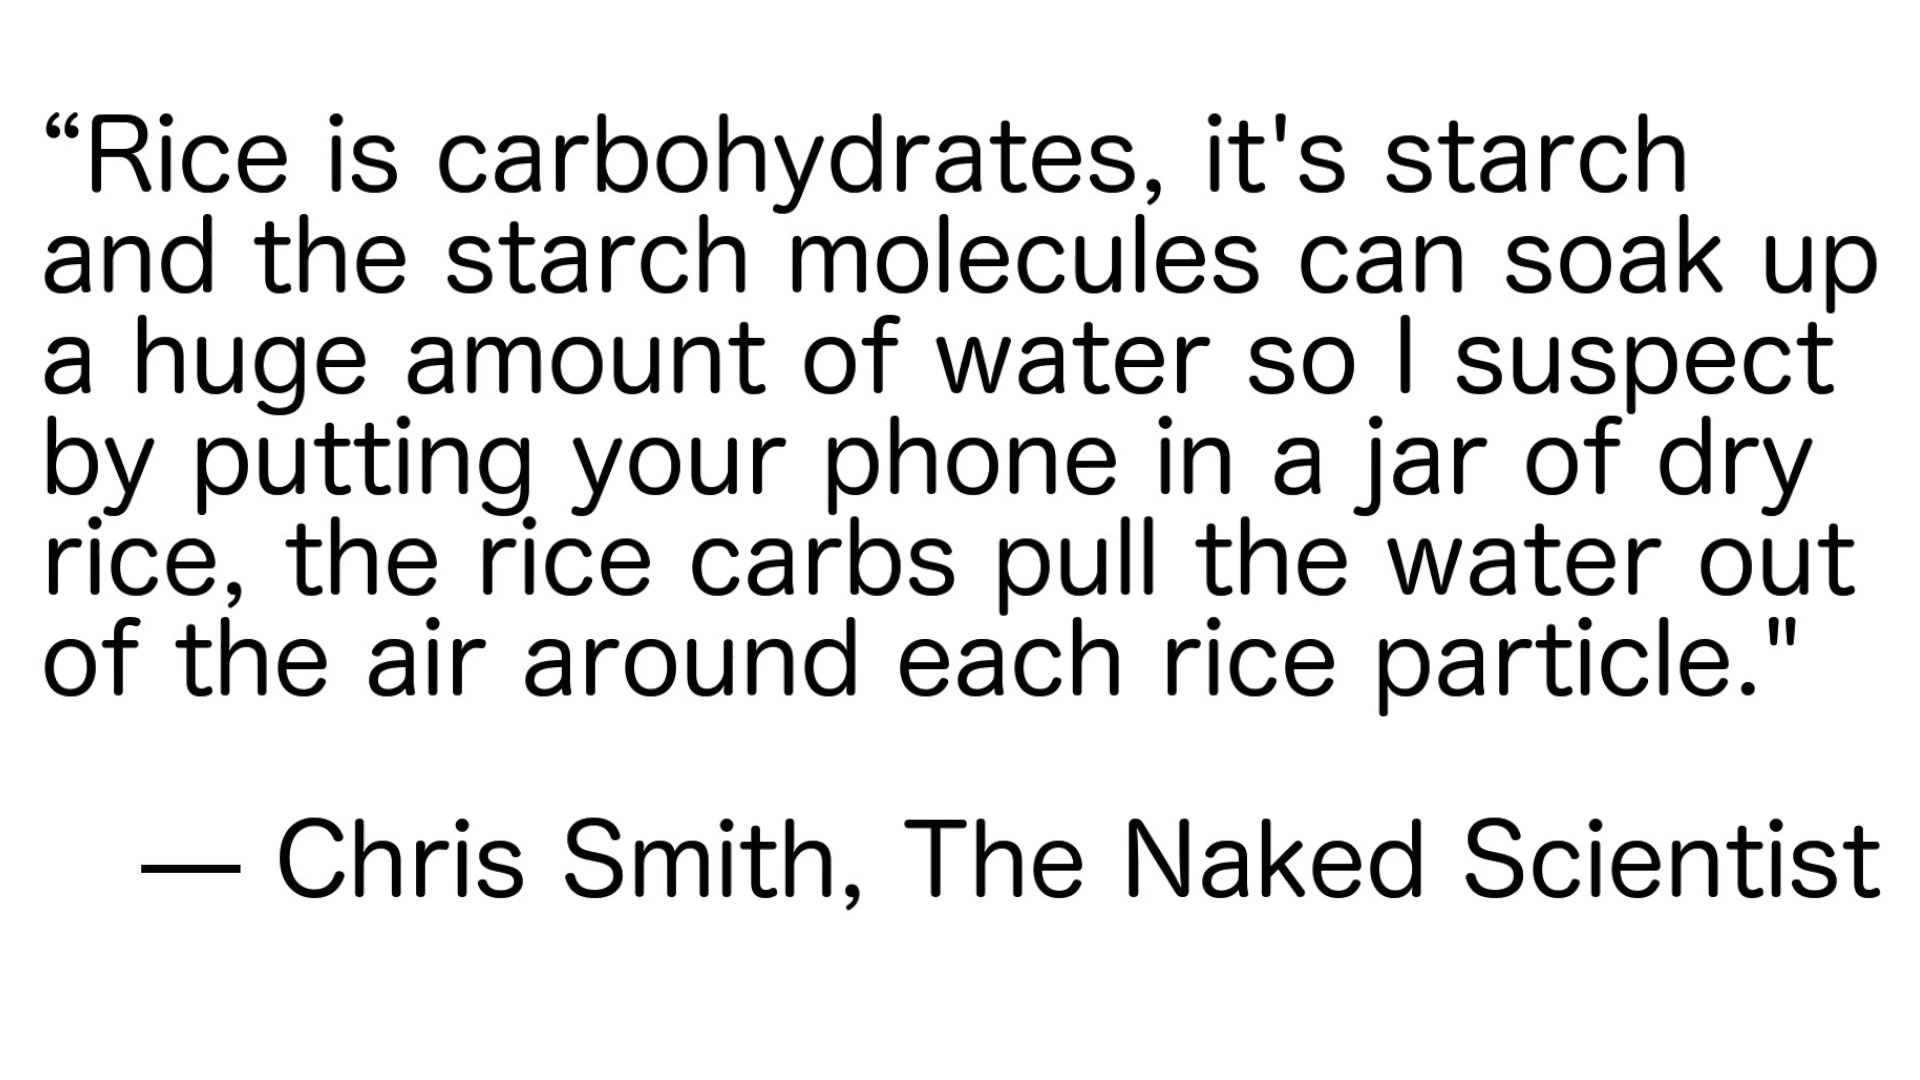 “Rice is carbohydrates, it's starch
and the starch molecules can soak up
a huge amount of water so I suspect
by putting your phone in a jar of dry
rice, the rice carbs pull the water out
of the air around each rice particle."
— Chris Smith, The Naked Scientist